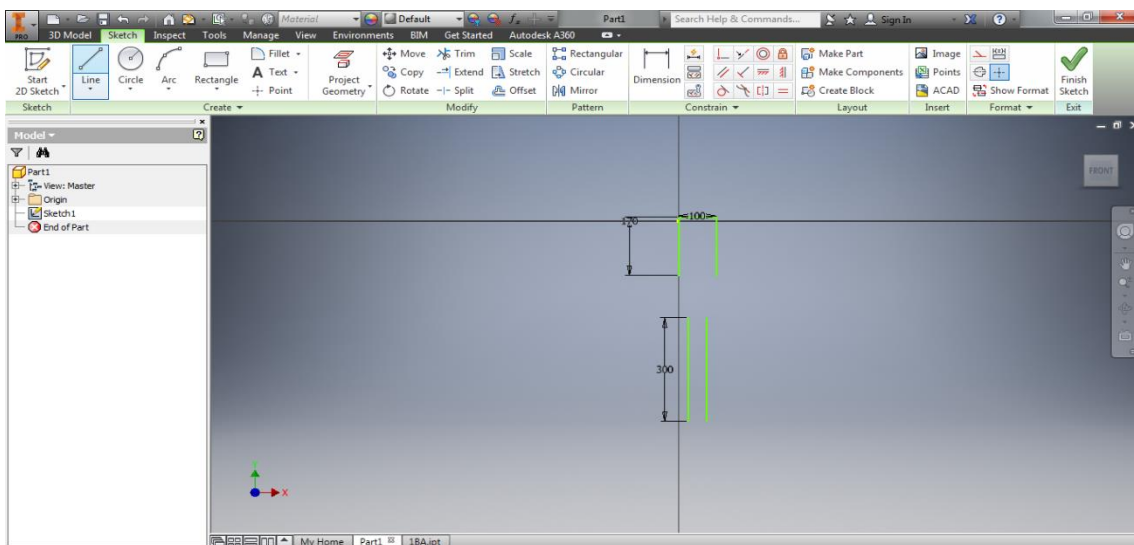 Material Default fx Part1 Search Help & Commands... Sign In
PRO 3D Model Sketch Inspect Tools Manage View Environments BIM Get Started Autodesk A360
Start 2D Sketch
Line
Circle
Arc
Rectangle
Fillet
Text
Point
Project Geometry
Move Trim Scale
Copy Extend Stretch
Rotate Split Offset
Rectangular
Circular
Mirror
Dimension
Make Part
Make Components
Create Block
Image
Points
ACAD
Show Format
Finish Sketch
Sketch Create Modify Pattern Constrain Layout Insert Format Exit
Model
Part1
View: Master
Origin
Sketch1
End of Part
FRONT
100
170
300
Y
X
My Home Part1 1BA.ipt